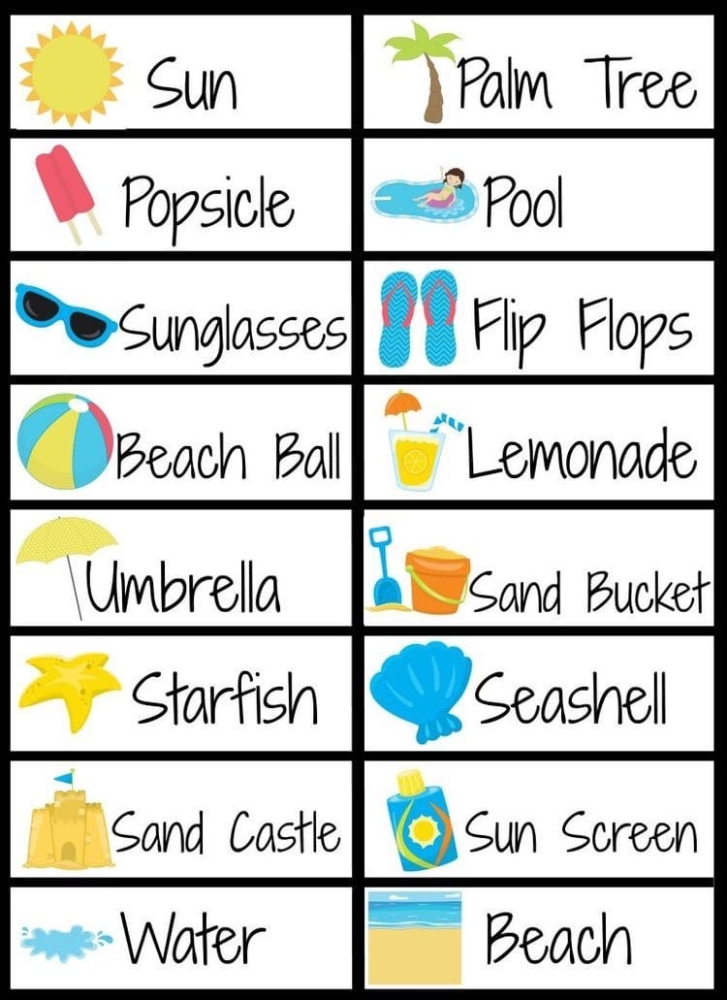 Sun
Palm Tree
Popsicle
Pool
Sunglasses
Flip Flops
Beach Ball
Lemonade
Umbrella
Sand Bucket
Starfish
Seashell
Sand Castle
Sun Screen
Water
Beach